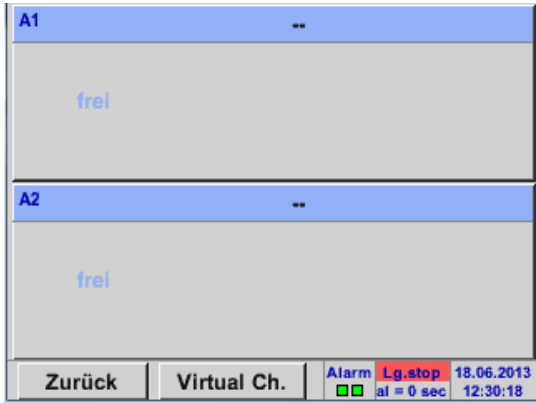 A1 --
frei
A2 --
frei
Zurück Virtual Ch. Alarm Lg.stop 18.06.2013
al = 0 sec 12:30:18